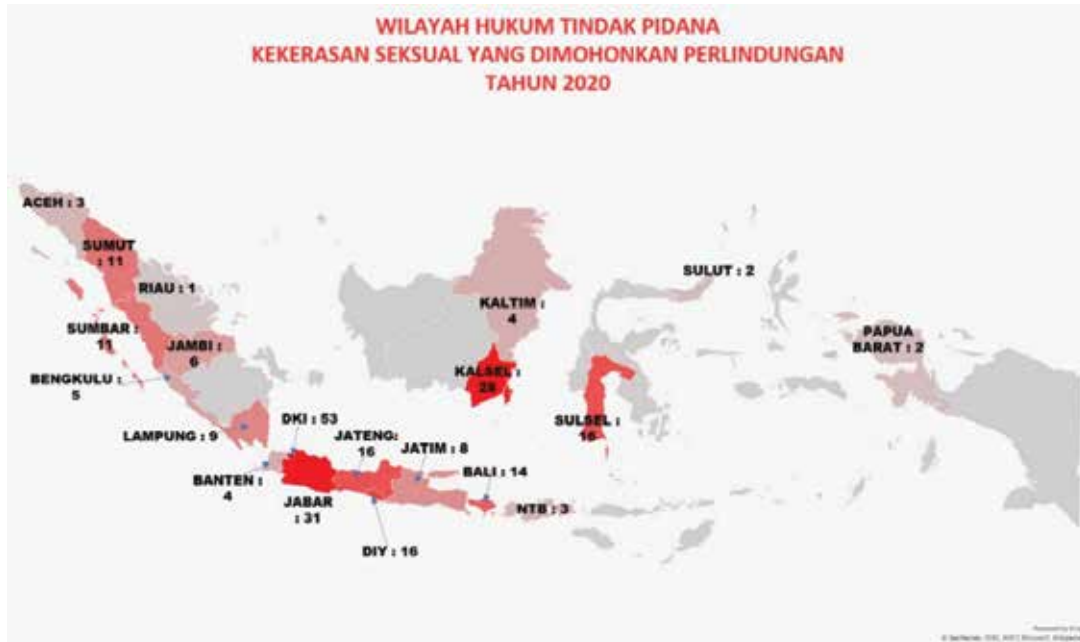 WILAYAH HUKUM TINDAK PIDANA
KEKERASAN SEKSUAL YANG DIMOHONKAN PERLINDUNGAN
TAHUN 2020
ACEH : 3
SUMUT
: 11
RIAU : 1
SUMBAR :
11
JAMBI :
6
BENGKULU :
5
LAMPUNG : 9
DKI : 53
BANTEN :
4
JABAR
: 31
JATENG:
16
JATIM : 8
DIY : 16
BALI : 14
NTB : 3
KALTIM :
4
KALSEL :
SULSEL :
16
SULUT : 2
PAPUA
BARAT : 2